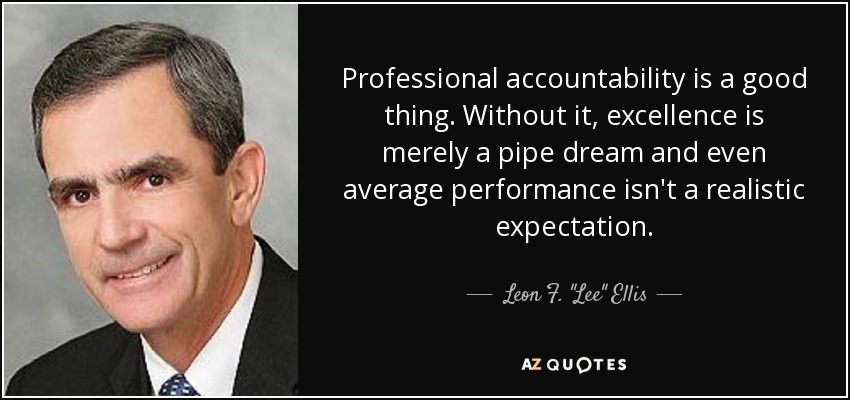 Professional accountability is a good
thing. Without it, excellence is
merely a pipe dream and even
average performance isn't a realistic
expectation.
Leon F. "Lee" Ellis
AZ QUOTES